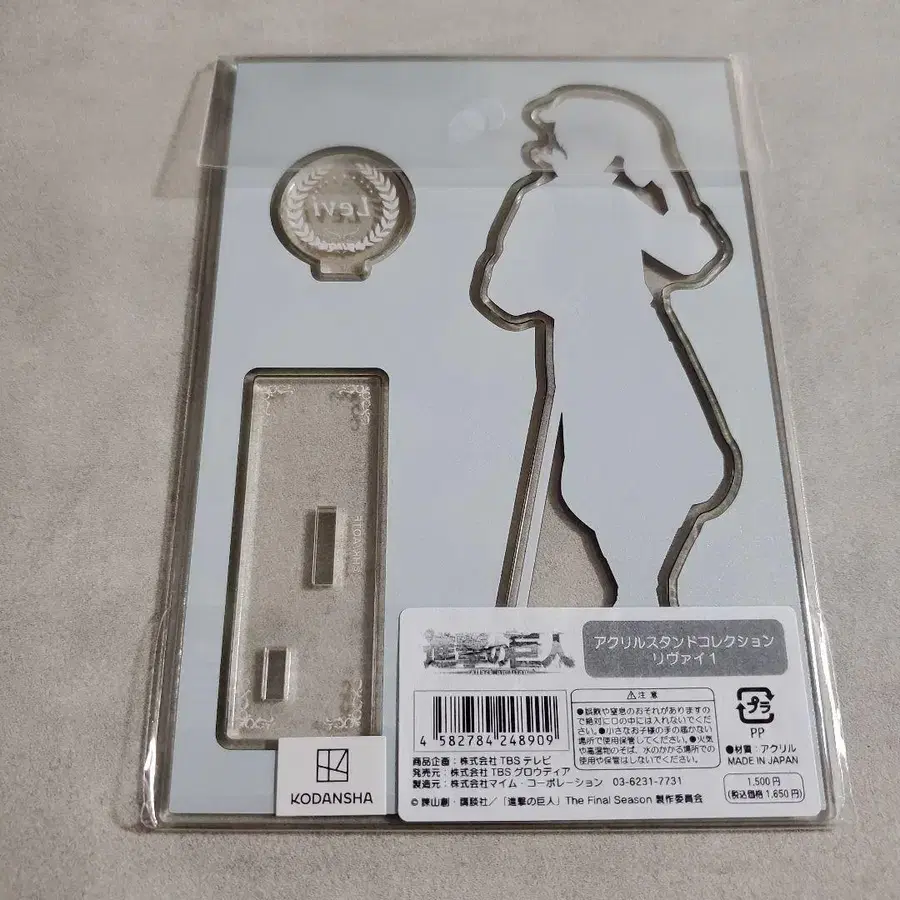 Levi
進撃の巨人
attack on titan
アクリルスタンドコレクション
リヴァイ1
4 582784 248909
⚠注意
●誤飲や窒息のおそれがありますの
で絶対に口の中には入れないでくだ
さい。●小さなお子様の手の届かない
場所で使用保管してください。●火気
や高温物のそば、水のかかる場所での
使用や保管はしないでください。
プラ
PP
●材質:アクリル
MADE IN JAPAN
商品企画:株式会社TBSテレビ
発売元:株式会社TBSグロウディア
製造元:株式会社マイム・コーポレーション 03-6231-7731
1,500円
(税込価格1,650円)
© 諫山創・講談社/「進撃の巨人」The Final Season 製作委員会
KODANSHA